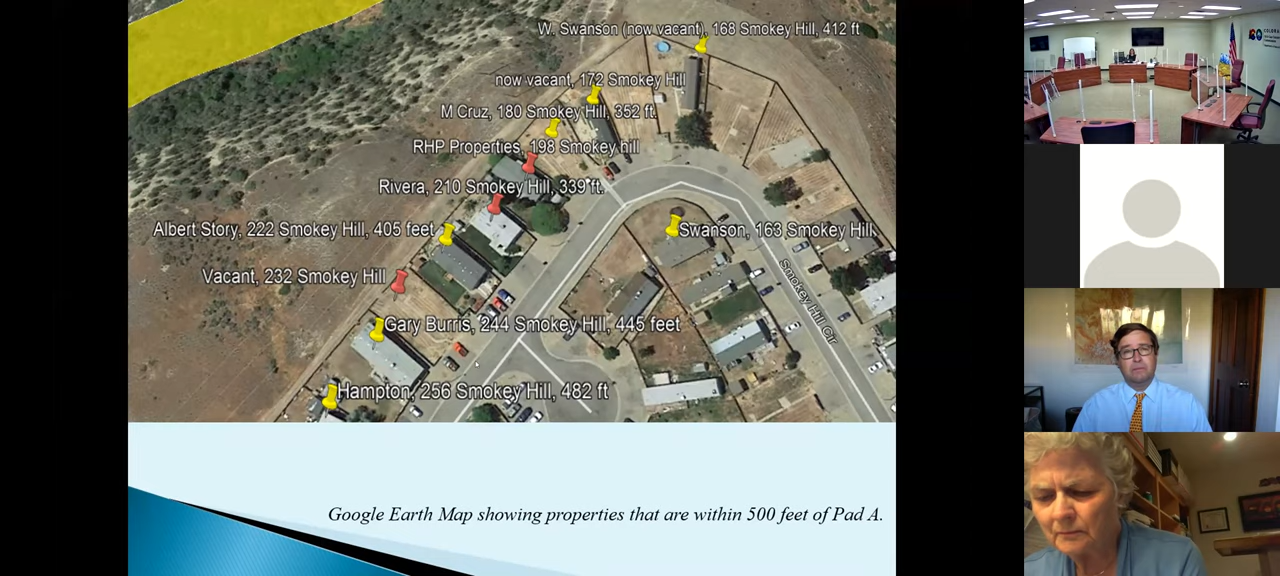 W. Swanson (now vacant), 168 Smokey Hill, 412 ft
now vacant, 172 Smokey Hill
M Cruz, 180 Smokey Hill, 352 ft.
RHP Properties, 198 Smokey hill
Rivera, 210 Smokey Hill, 339 ft.
Albert Story, 222 Smokey Hill, 405 feet
Swanson, 163 Smokey Hill,
Vacant, 232 Smokey Hill
Smokey Hill Cir
Gary Burris, 244 Smokey Hill, 445 feet
Hampton, 256 Smokey Hill, 482 ft
Google Earth Map showing properties that are within 500 feet of Pad A.